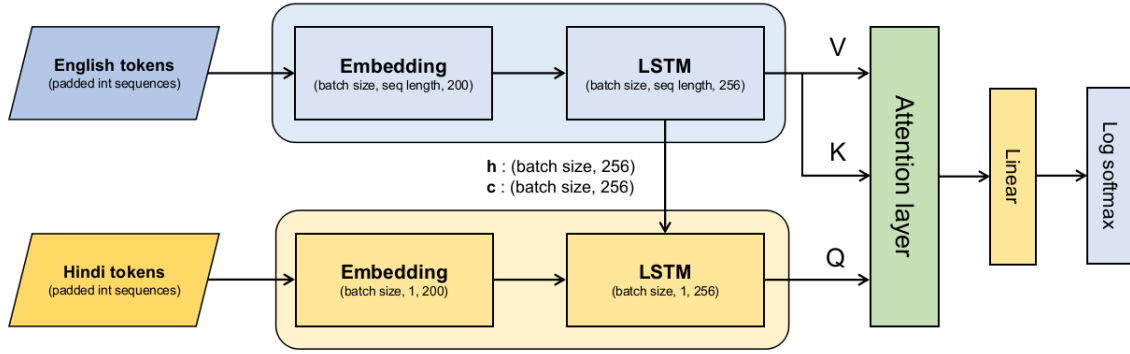 English tokens
(padded int sequences)
Embedding
(batch size, seq length, 200)
LSTM
(batch size, seq length, 256)
V
K
h : (batch size, 256)
c : (batch size, 256)
Hindi tokens
(padded int sequences)
Embedding
(batch size, 1, 200)
LSTM
(batch size, 1, 256)
Q
Attention layer
Linear
Log softmax